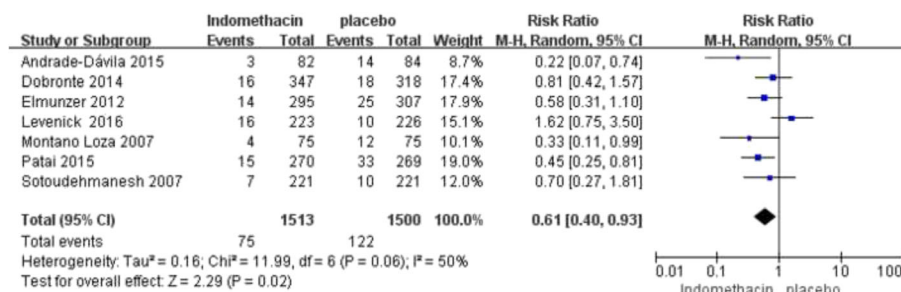 Indomethacin placebo Risk Ratio Risk Ratio
Study or Subgroup Events Total Events Total Weight M-H, Random, 95% CI M-H, Random, 95% CI
Andrade-Dávila 2015 3 82 14 84 8.7% 0.22 [0.07, 0.74]
Dobronte 2014 16 347 18 318 17.4% 0.81 [0.42, 1.57]
Elmunzer 2012 14 295 25 307 17.9% 0.58 [0.31, 1.10]
Levenick 2016 16 223 10 226 15.1% 1.62 [0.75, 3.50]
Montano Loza 2007 4 75 12 75 10.1% 0.33 [0.11, 0.99]
Patai 2015 15 270 33 269 19.0% 0.45 [0.25, 0.81]
Sotoudehmanesh 2007 7 221 10 221 12.0% 0.70 [0.27, 1.81]
Total (95% CI) 1513 1500 100.0% 0.61 [0.40, 0.93]
Total events 75 122
Heterogeneity: Tau² = 0.16; Chi² = 11.99, df = 6 (P = 0.06); I² = 50%
Test for overall effect: Z = 2.29 (P = 0.02)
0.01 0.1 1 10 100
Indomethacin placebo